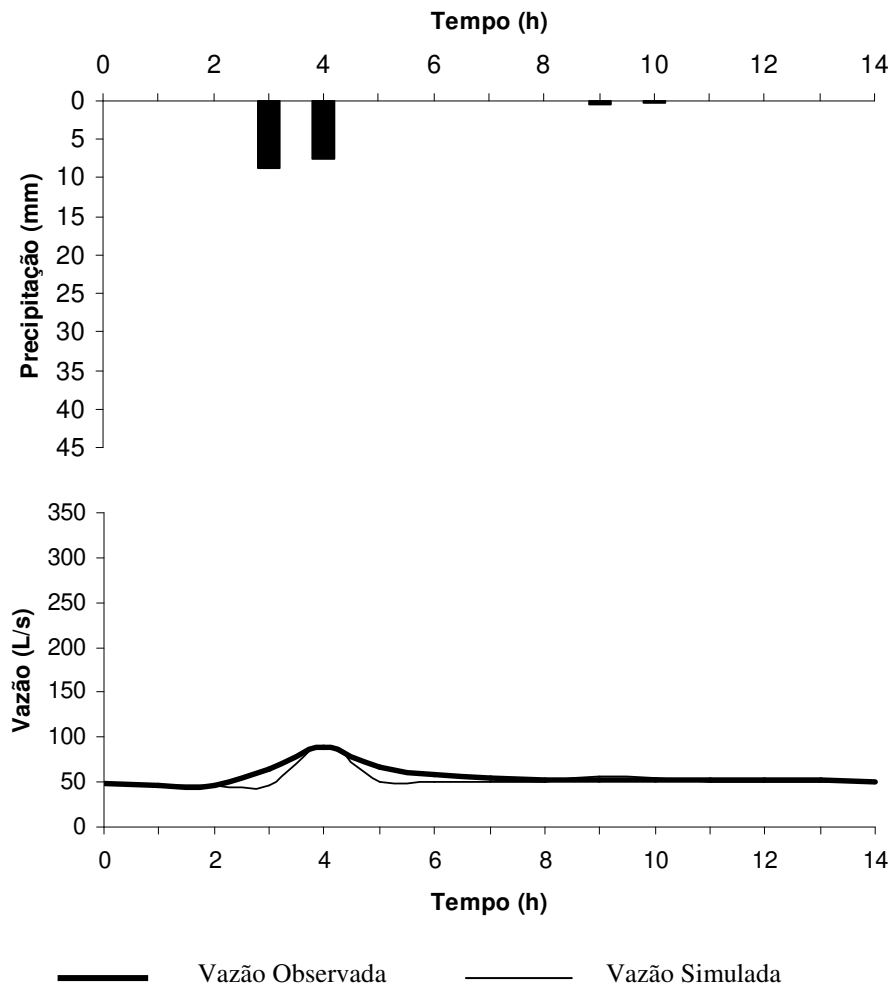 Tempo (h)
0 2 4 6 8 10 12 14
Precipitação (mm)
0
5
10
15
20
25
30
35
40
45
Vazão (L/s)
350
300
250
200
150
100
50
0
0 2 4 6 8 10 12 14
Tempo (h)
Vazão Observada Vazão Simulada